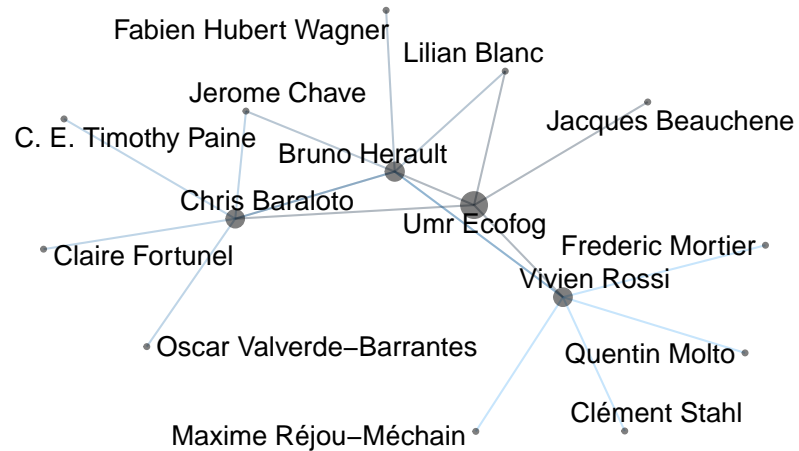 Fabien Hubert Wagner
Lilian Blanc
Jerome Chave
Jacques Beauchene
C. E. Timothy Paine
Bruno Herault
Chris Baraloto
Umr Ecofog
Frederic Mortier
Claire Fortunel
Vivien Rossi
Oscar Valverde−Barrantes
Quentin Molto
Clément Stahl
Maxime Réjou−Méchain